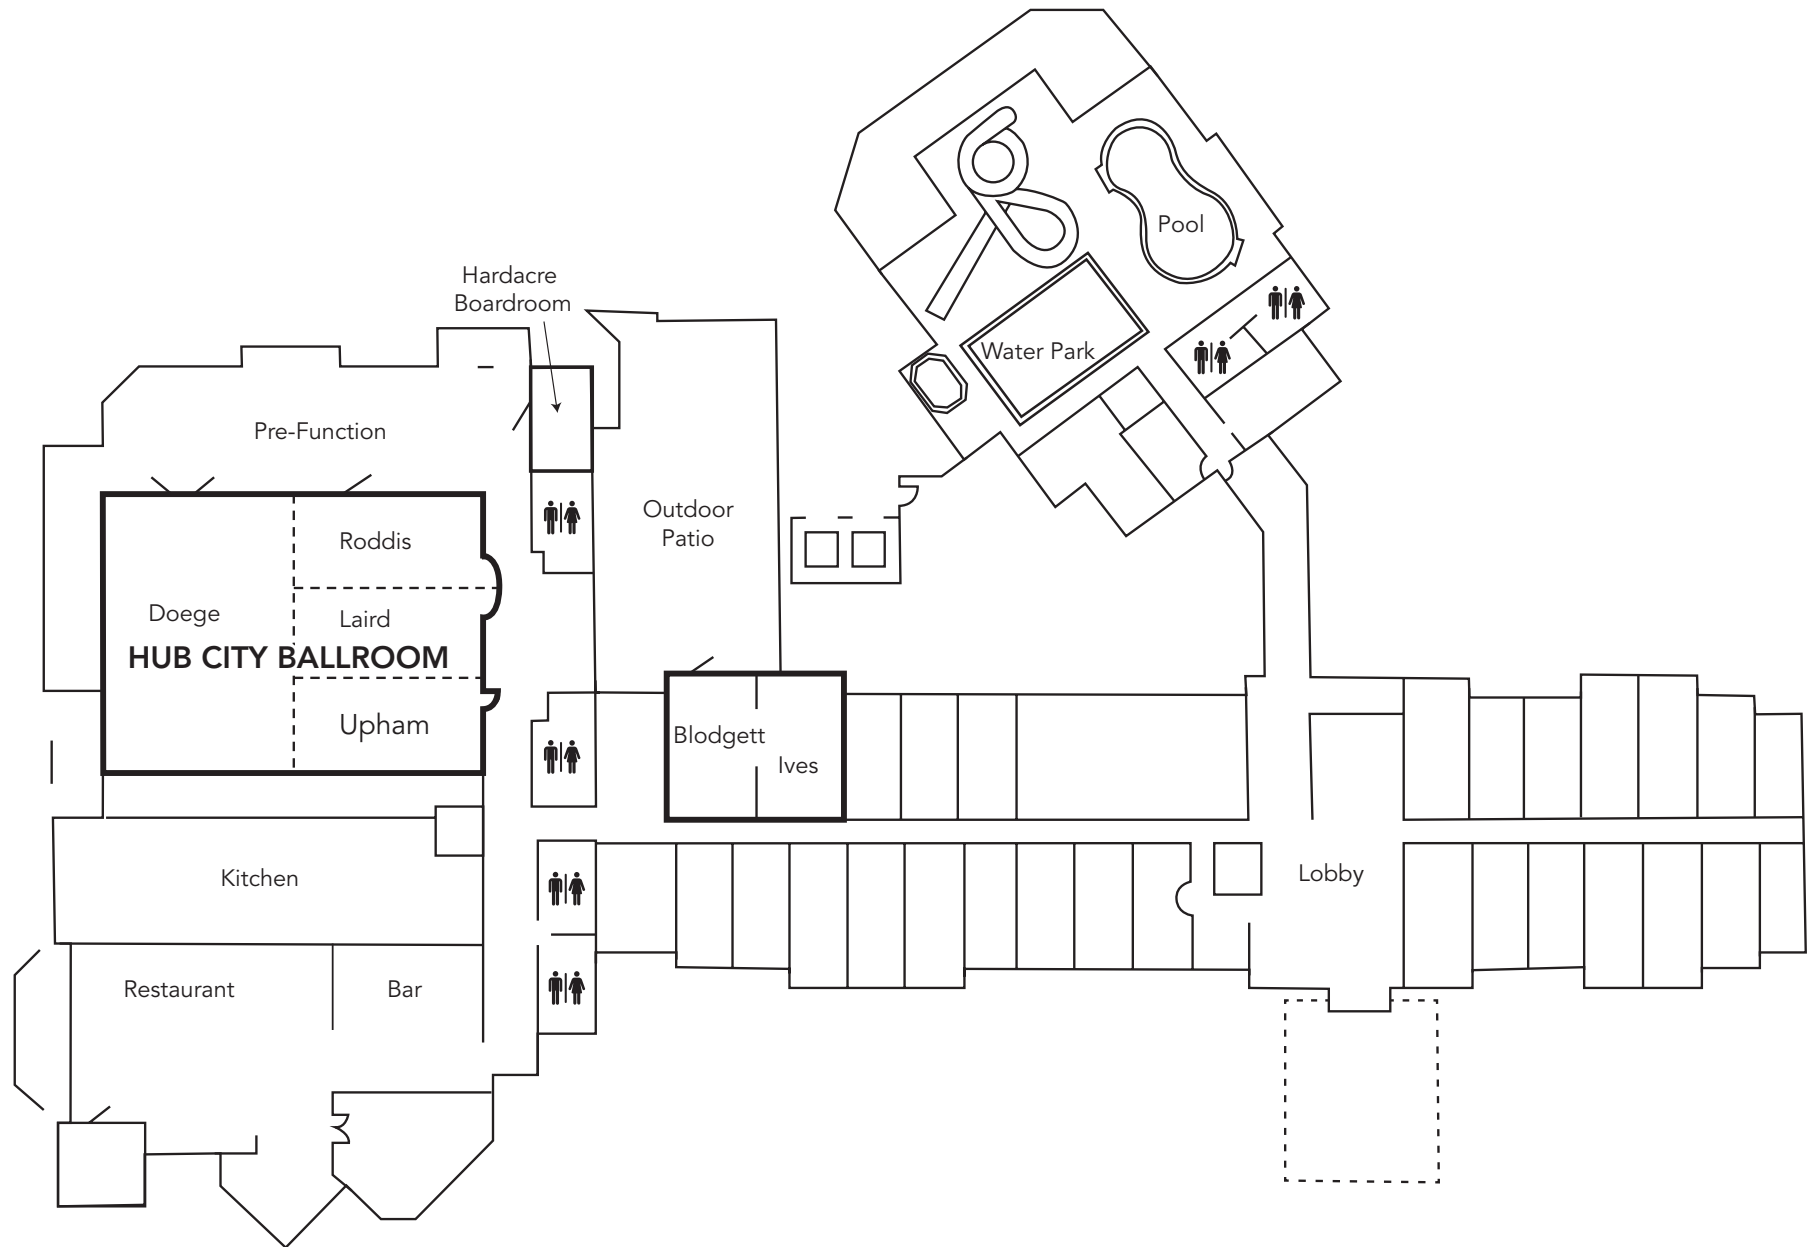 Pool
Hardacre
Boardroom
Water Park
Pre-Function
Outdoor
Patio
Roddis
Doege
Laird
HUB CITY BALLROOM
Upham
Blodgett
Ives
Kitchen
Lobby
Restaurant
Bar